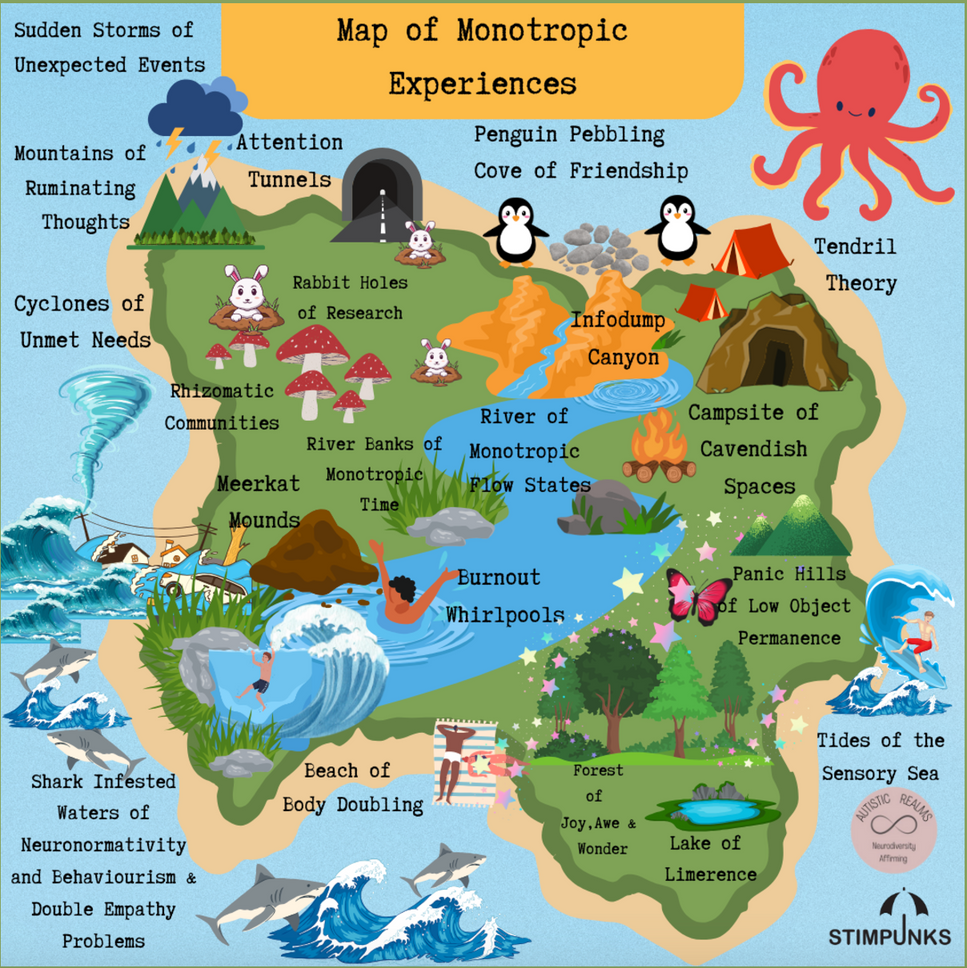 Map of Monotropic
Experiences
Sudden Storms of
Unexpected Events
Mountains of
Ruminating
Thoughts
Attention
Tunnels
Penguin Pebbling
Cove of Friendship
Tendril
Theory
Cyclones of
Unmet Needs
Rabbit Holes
of Research
Infodump
Canyon
Rhizomatic
Communities
River Banks of
Monotropic
Time
River of
Monotropic
Flow States
Campsite of
Cavendish
Spaces
Meerkat
Mounds
Burnout
Whirlpools
Panic Hills
of Low Object
Permanence
Tides of the
Sensory Sea
Beach of
Body Doubling
Forest
of
Joy,Awe &
Wonder
Lake of
Limerence
Shark Infested
Waters of
Neuronormativity
and Behaviourism &
Double Empathy
Problems
AUTISTIC REALMS
Neurodiversity
Affirming
STIMPUNKS